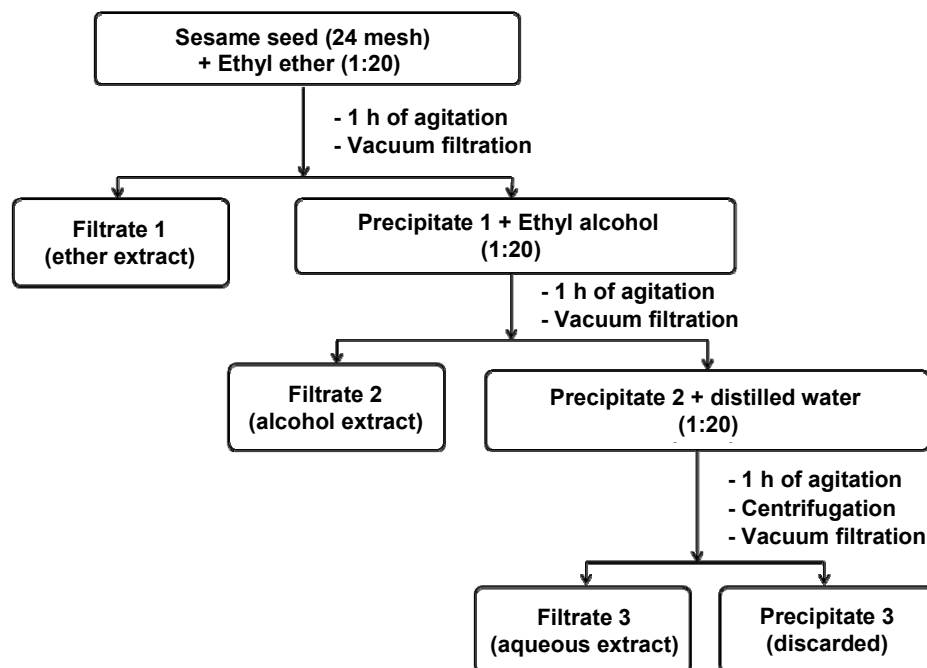 Sesame seed (24 mesh)
+ Ethyl ether (1:20)
- 1 h of agitation
- Vacuum filtration
Filtrate 1
(ether extract)
Precipitate 1 + Ethyl alcohol
(1:20)
- 1 h of agitation
- Vacuum filtration
Filtrate 2
(alcohol extract)
Precipitate 2 + distilled water
(1:20)
- 1 h of agitation
- Centrifugation
- Vacuum filtration
Filtrate 3
(aqueous extract)
Precipitate 3
(discarded)